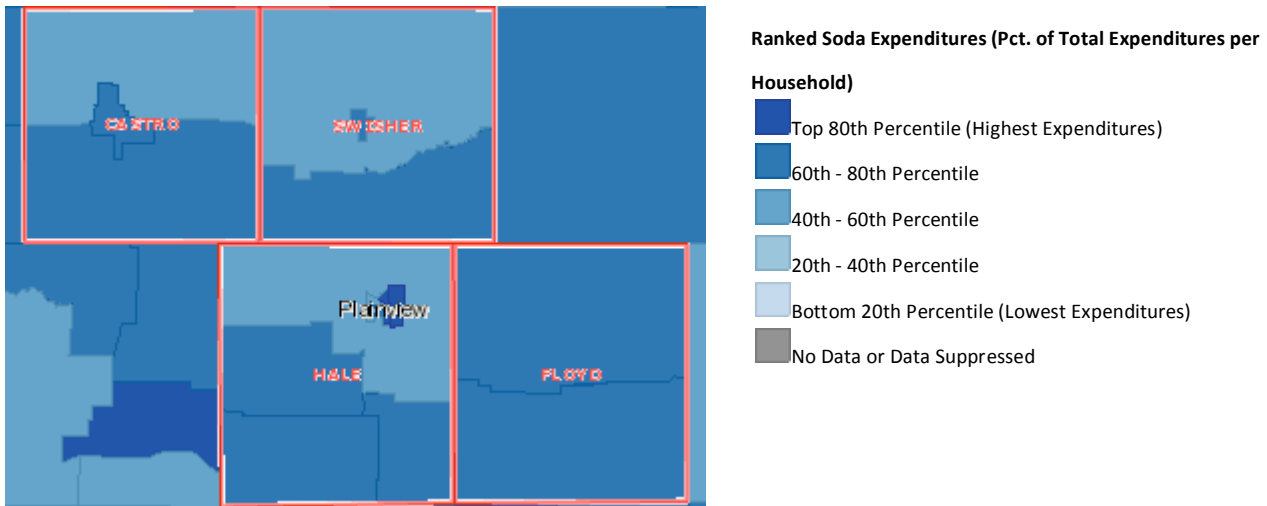 CASTRO
SWISHER
Plainview
HALE
FLOYD
Ranked Soda Expenditures (Pct. of Total Expenditures per
Household)
Top 80th Percentile (Highest Expenditures)
60th - 80th Percentile
40th - 60th Percentile
20th - 40th Percentile
Bottom 20th Percentile (Lowest Expenditures)
No Data or Data Suppressed